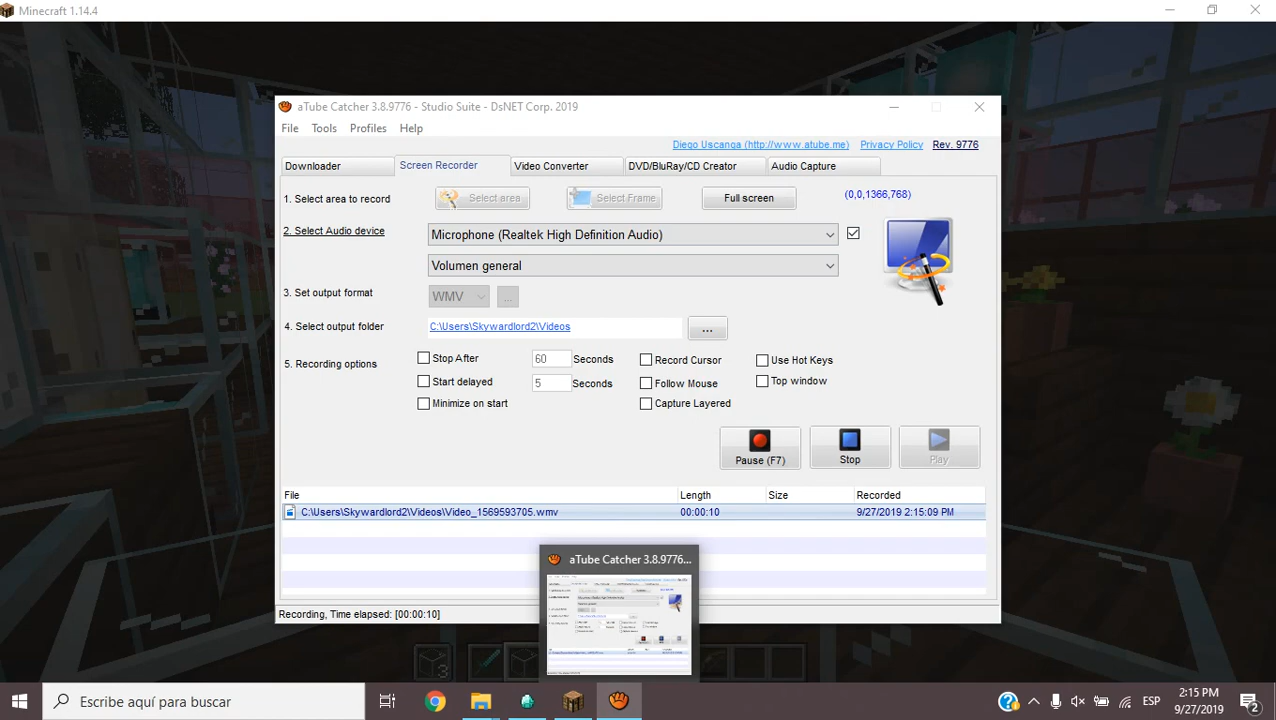 Minecraft 1.14.4
aTube Catcher 3.8.9776 - Studio Suite - DsNET Corp. 2019
File Tools Profiles Help
Diego Uscanga (http://www.atube.me) Privacy Policy Rev. 9776
Downloader Screen Recorder Video Converter DVD/BluRay/CD Creator Audio Capture
1. Select area to record Select area Select Frame Full screen (0,0,1366,768)
2. Select Audio device Microphone (Realtek High Definition Audio)
Volumen general
3. Set output format WMV ...
4. Select output folder C:\Users\Skywardlord2\Videos ...
5. Recording options Stop After 60 Seconds Record Cursor Use Hot Keys
Start delayed 5 Seconds Follow Mouse Top window
Minimize on start Capture Layered
Pause (F7) Stop Play
File Length Size Recorded
C:\Users\Skywardlord2\Videos\Video_1569593705.wmv 00:00:10 9/27/2019 2:15:09 PM
aTube Catcher 3.8.9776...
Recording. Time elapsed: [00:00:10]
Escribe aquí para buscar ESP 2:15 PM
9/27/2019 2